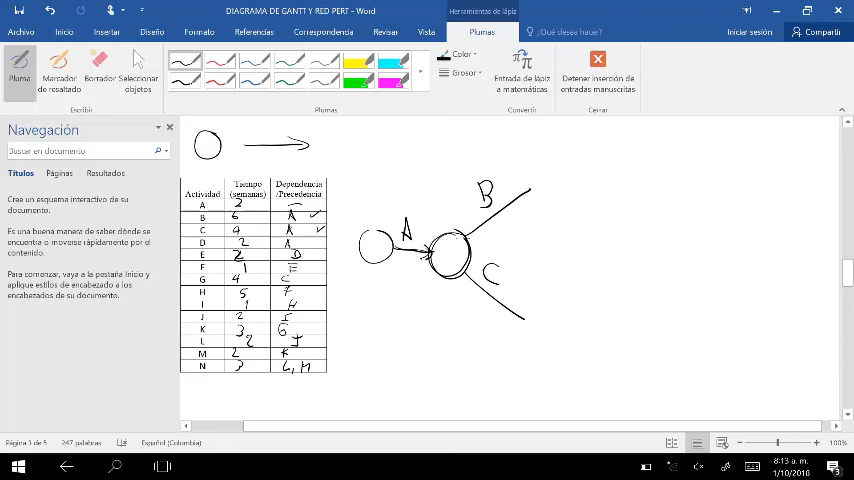 DIAGRAMA DE GANTT Y RED PERT - Word
Herramientas de lápiz
Archivo Inicio Insertar Diseño Formato Referencias Correspondencia Revisar Vista Plumas ¿Qué desea hacer? Iniciar sesión Compartir
Pluma Marcador de resaltado Borrador Seleccionar objetos
Color
Grosor
Entrada de lápiz a matemáticas
Detener inserción de entradas manuscritas
Escribir Plumas Convertir Cerrar
Navegación
Buscar en documento
Títulos Páginas Resultados
Cree un esquema interactivo de su
documento.
Es una buena manera de saber dónde se
encuentra o moverse rápidamente por el
contenido.
Para comenzar, vaya a la pestaña Inicio y
aplique estilos de encabezado a los
encabezados de su documento.
Actividad Tiempo (semanas) Dependencia /Precedencia
A 2 —
B 6 A ✓
C 4 A ✓
D 2 A
E 2 D
F 1 E
G 4 C
H 5 F
I 1 H
J 2 I
K 3 G
L 2 J
M 2 K
N 3 L, M
A
B
C
Página 3 de 5 247 palabras Español (Colombia) 100%
8:13 a. m.
1/10/2018
3